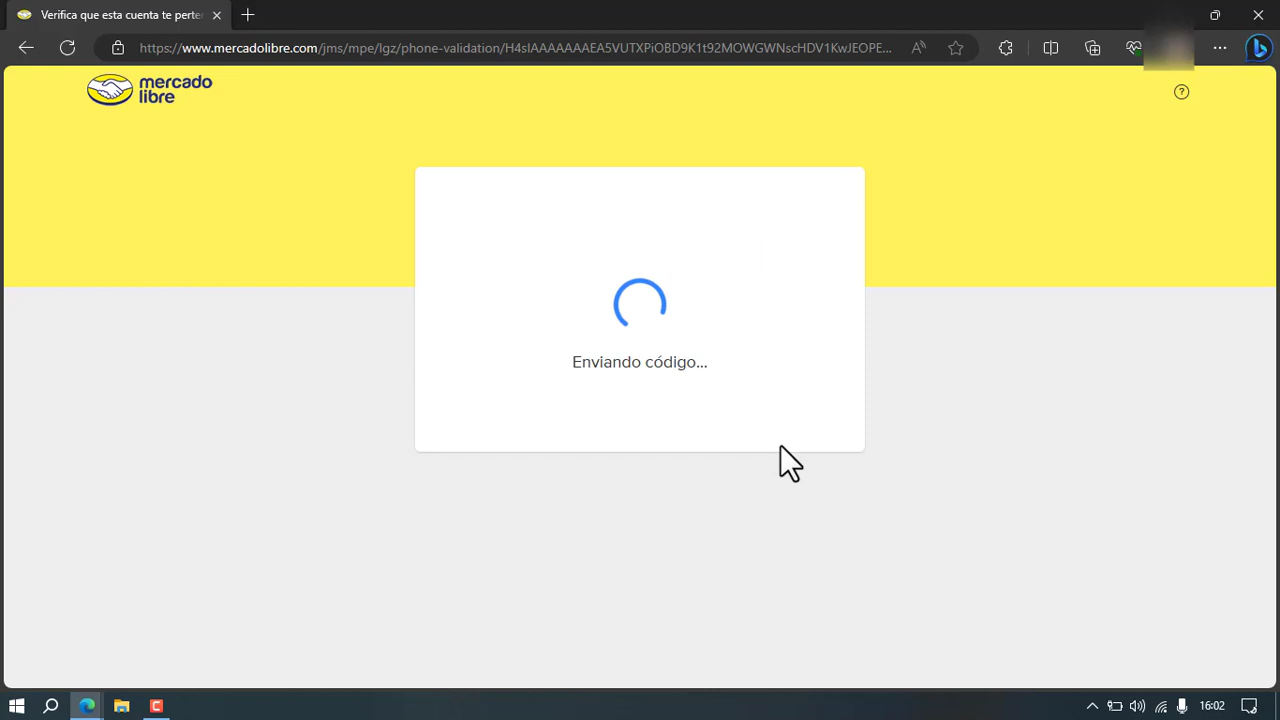 Verifica que esta cuenta te perten
https://www.mercadolibre.com/jms/mpe/lgz/phone-validation/H4sIAAAAAAAEA5VUTXPiOBD9K1t92MOWGWNscHDV1KwJEOPE...
mercado
libre
Enviando código...
16:02